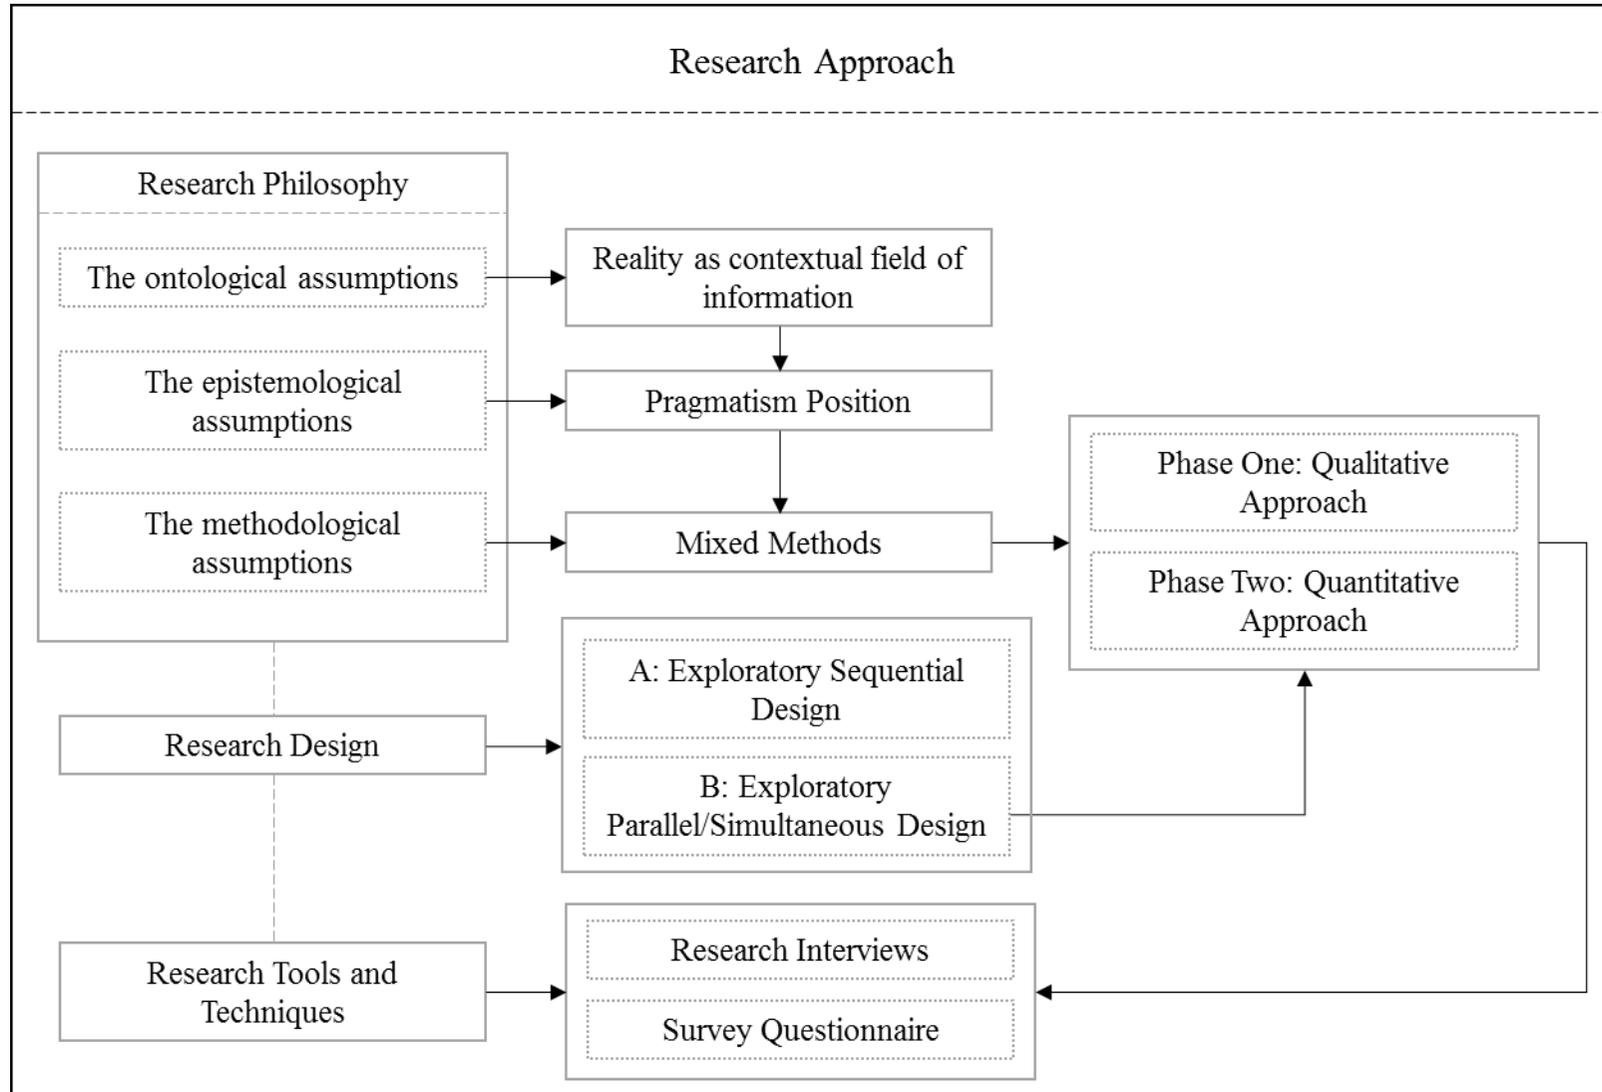 Research Approach
Research Philosophy
The ontological assumptions
Reality as contextual field of
information
The epistemological
assumptions
Pragmatism Position
The methodological
assumptions
Mixed Methods
Phase One: Qualitative
Approach
Phase Two: Quantitative
Approach
Research Design
A: Exploratory Sequential
Design
B: Exploratory
Parallel/Simultaneous Design
Research Tools and
Techniques
Research Interviews
Survey Questionnaire